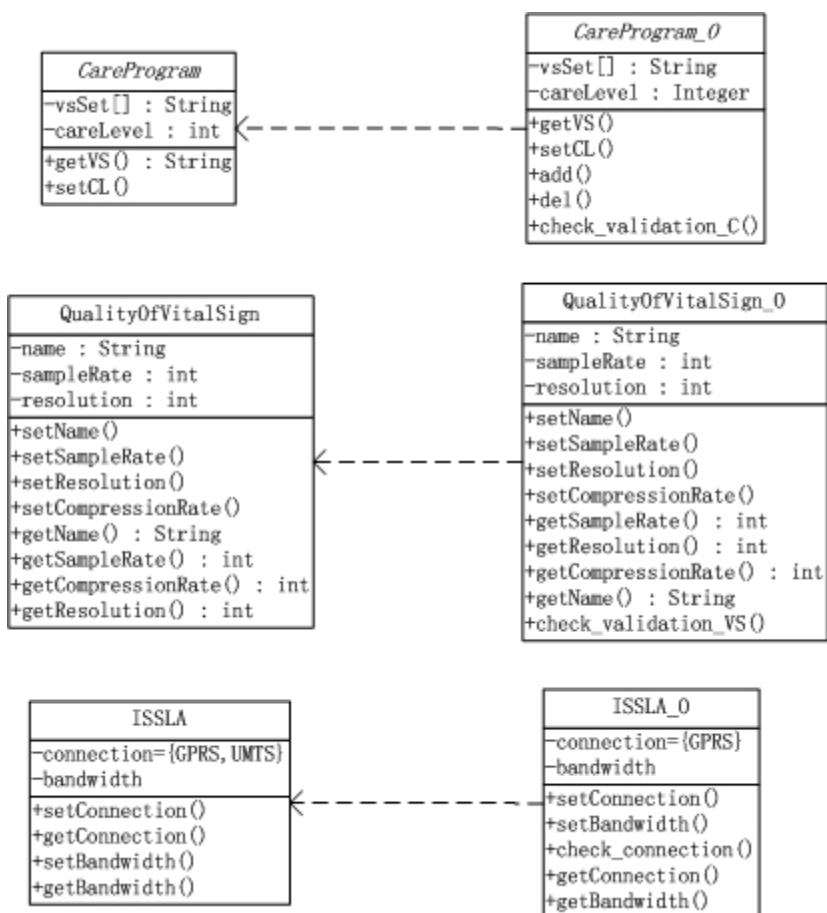 CareProgram
-vsSet[] : String
-careLevel : int
+getVS() : String
+setCL()
CareProgram_O
-vsSet[] : String
-careLevel : Integer
+getVS()
+setCL()
+add()
+del()
+check_validation_C()
QualityOfVitalSign
-name : String
-sampleRate : int
-resolution : int
+setName()
+setSampleRate()
+setResolution()
+setCompressionRate()
+getName() : String
+getSampleRate() : int
+getCompressionRate() : int
+getResolution() : int
QualityOfVitalSign_O
-name : String
-sampleRate : int
-resolution : int
+setName()
+setSampleRate()
+setResolution()
+setCompressionRate()
+getSampleRate() : int
+getResolution() : int
+getCompressionRate() : int
+getName() : String
+check_validation_VS()
ISSLA
-connection={GPRS,UMTS}
-bandwidth
+setConnection()
+getConnection()
+setBandwidth()
+getBandwidth()
ISSLA_O
-connection={GPRS}
-bandwidth
+setConnection()
+setBandwidth()
+check_connection()
+getConnection()
+getBandwidth()